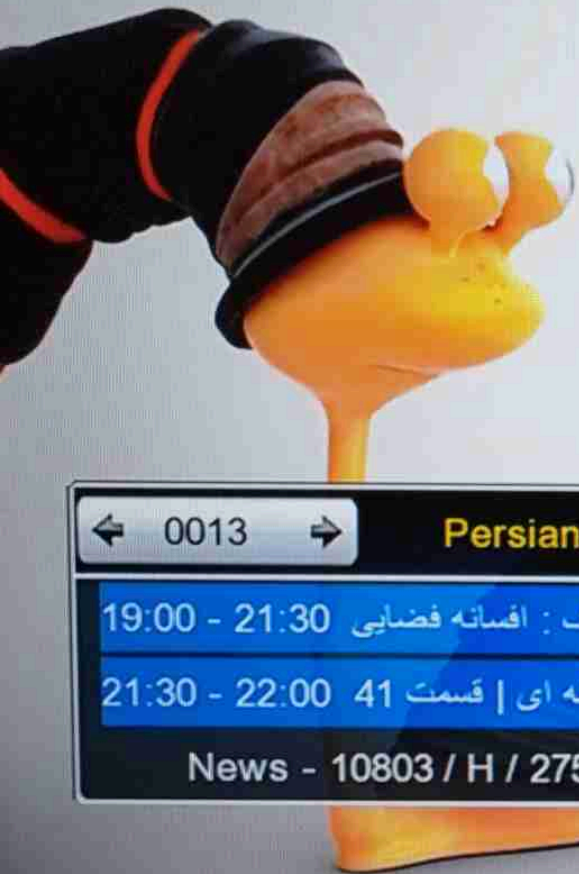 0013 Persian
19:00 - 21:30 افسانه فضایی :
21:30 - 22:00 ای | قسمت 41
News - 10803 / H / 275